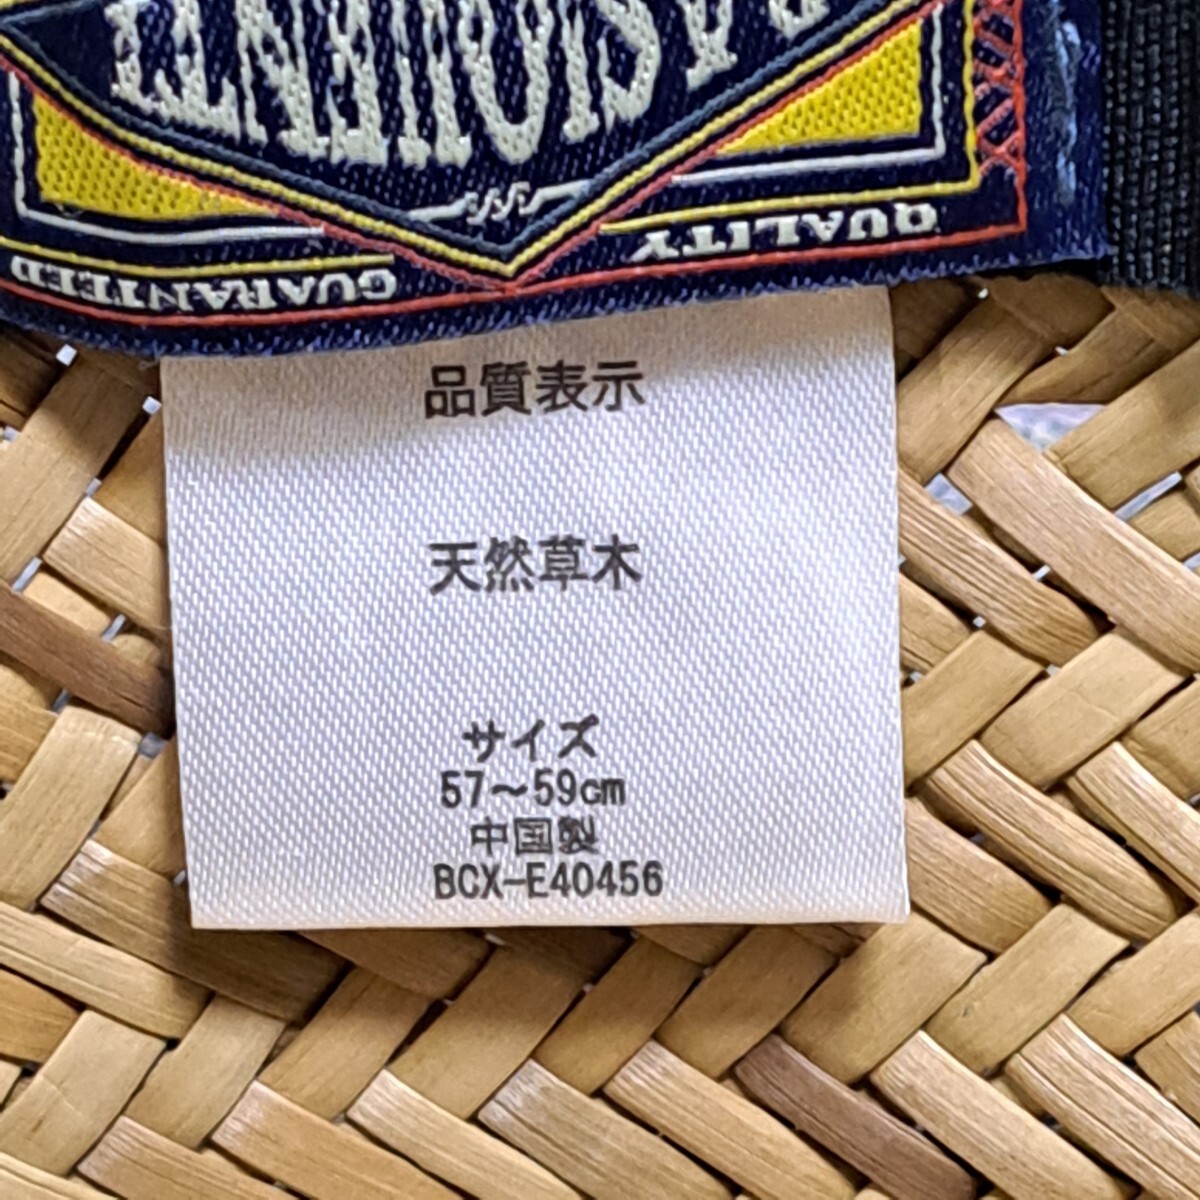 QUALITY
GUARANTEED
品質表示
天然草木
サイズ
57～59cm
中国製
BCX-E40456